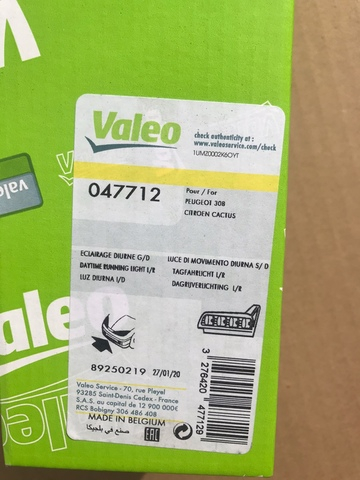 Valeo
check authenticity at :
www.valeoservice.com/check
1UMZ0002K6OYT
047712
Pour / For
PEUGEOT 308
CITROEN CACTUS
ECLAIRAGE DIURNE G/D
DAYTIME RUNNING LIGHT L/R
LUZ DIURNA I/D
LUCE DI MOVIMENTO DIURNA S/D
TAGFAHRLICHT L/R
DAGRIJVERLICHTING L/R
89250219 27/01/20
Valeo Service - 70, rue Pleyel
93285 Saint-Denis Cedex - France
S.A.S. au capital de 12 900 000€
RCS Bobigny 306 486 408
MADE IN BELGIUM
صنع في بلجيكا
EAC
3 276420 477129
valeo
aleo
Valeo